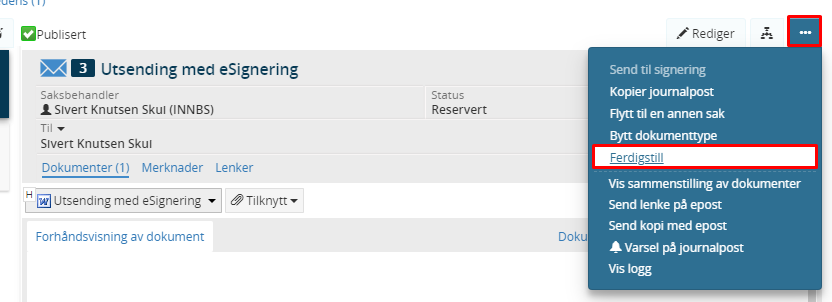 Publisert
Rediger
3 Utsending med eSignering
Saksbehandler
Sivert Knutsen Skui (INNBS)
Status
Reservert
Til
Sivert Knutsen Skui
Dokumenter (1) Merknader Lenker
H W Utsending med eSignering Tilknytt
Forhåndsvisning av dokument
Send til signering
Kopier journalpost
Flytt til en annen sak
Bytt dokumenttype
Ferdigstill
Vis sammenstilling av dokumenter
Send lenke på epost
Send kopi med epost
Varsel på journalpost
Vis logg